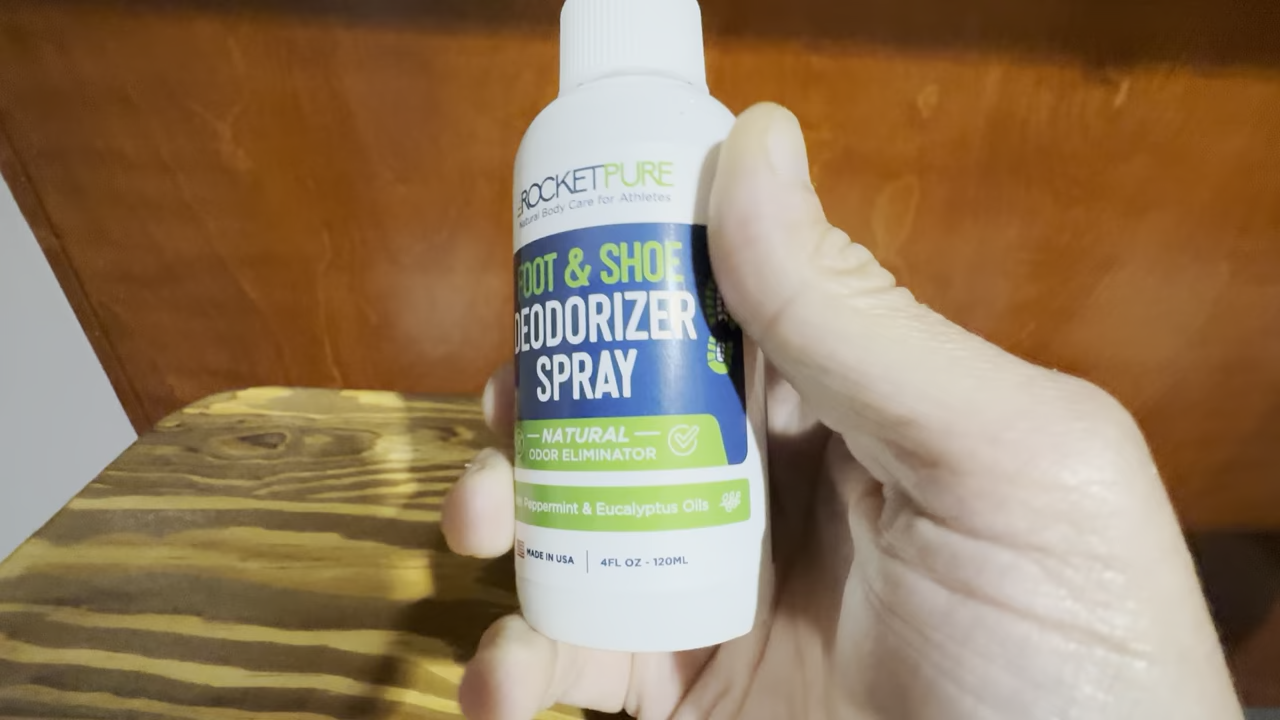 ROCKETPURE
Natural Body Care for Athletes
FOOT & SHOE
DEODORIZER
SPRAY
NATURAL
ODOR ELIMINATOR
Peppermint & Eucalyptus Oils
MADE IN USA
4FL OZ - 120ML